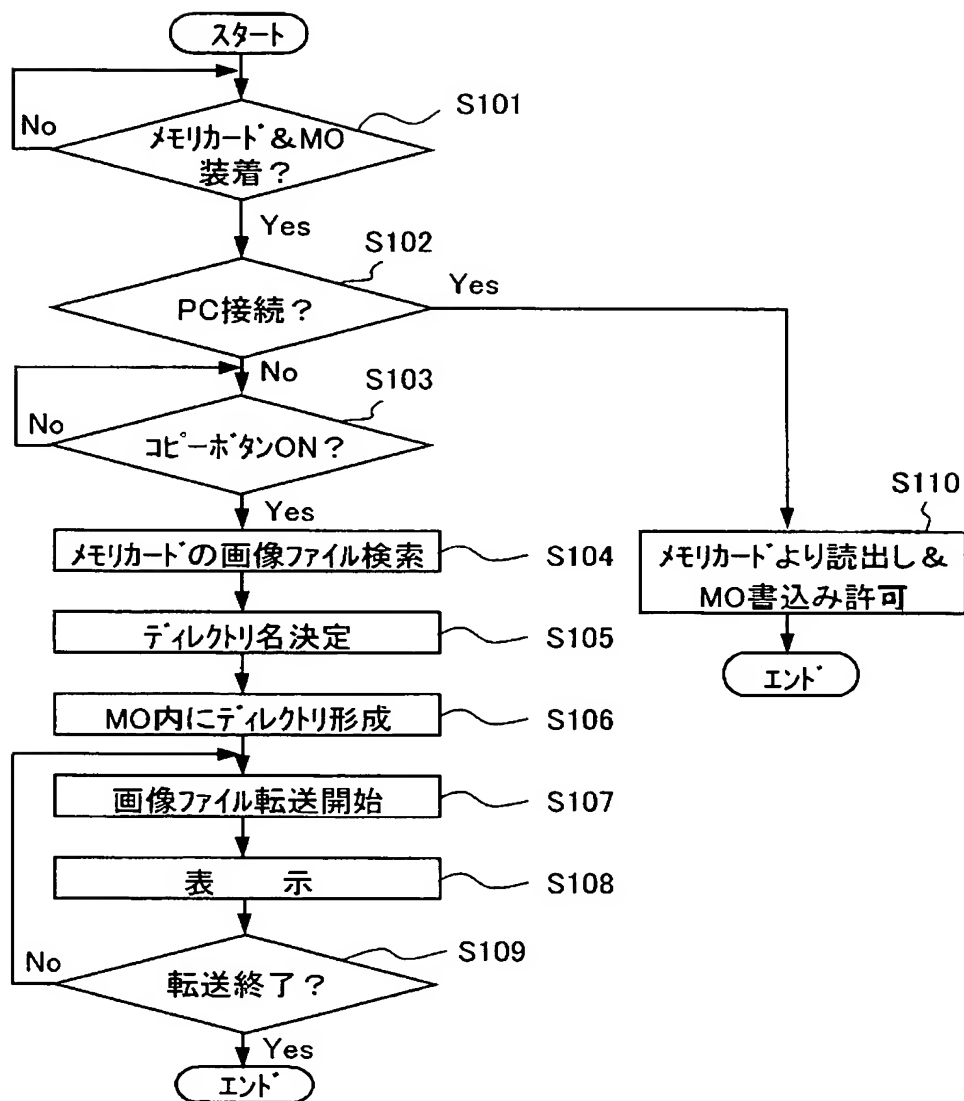 スタート
S101
No
メモリカード&MO
装着?
Yes
S102
Yes
PC接続?
No
S103
No
コピーボタンON?
Yes
S110
メモリカードの画像ファイル検索
S104
メモリカードより読出し&
MO書込み許可
ディレクトリ名決定
S105
エンド
MO内にディレクトリ形成
S106
画像ファイル転送開始
S107
表 示
S108
S109
No
転送終了?
Yes
エンド